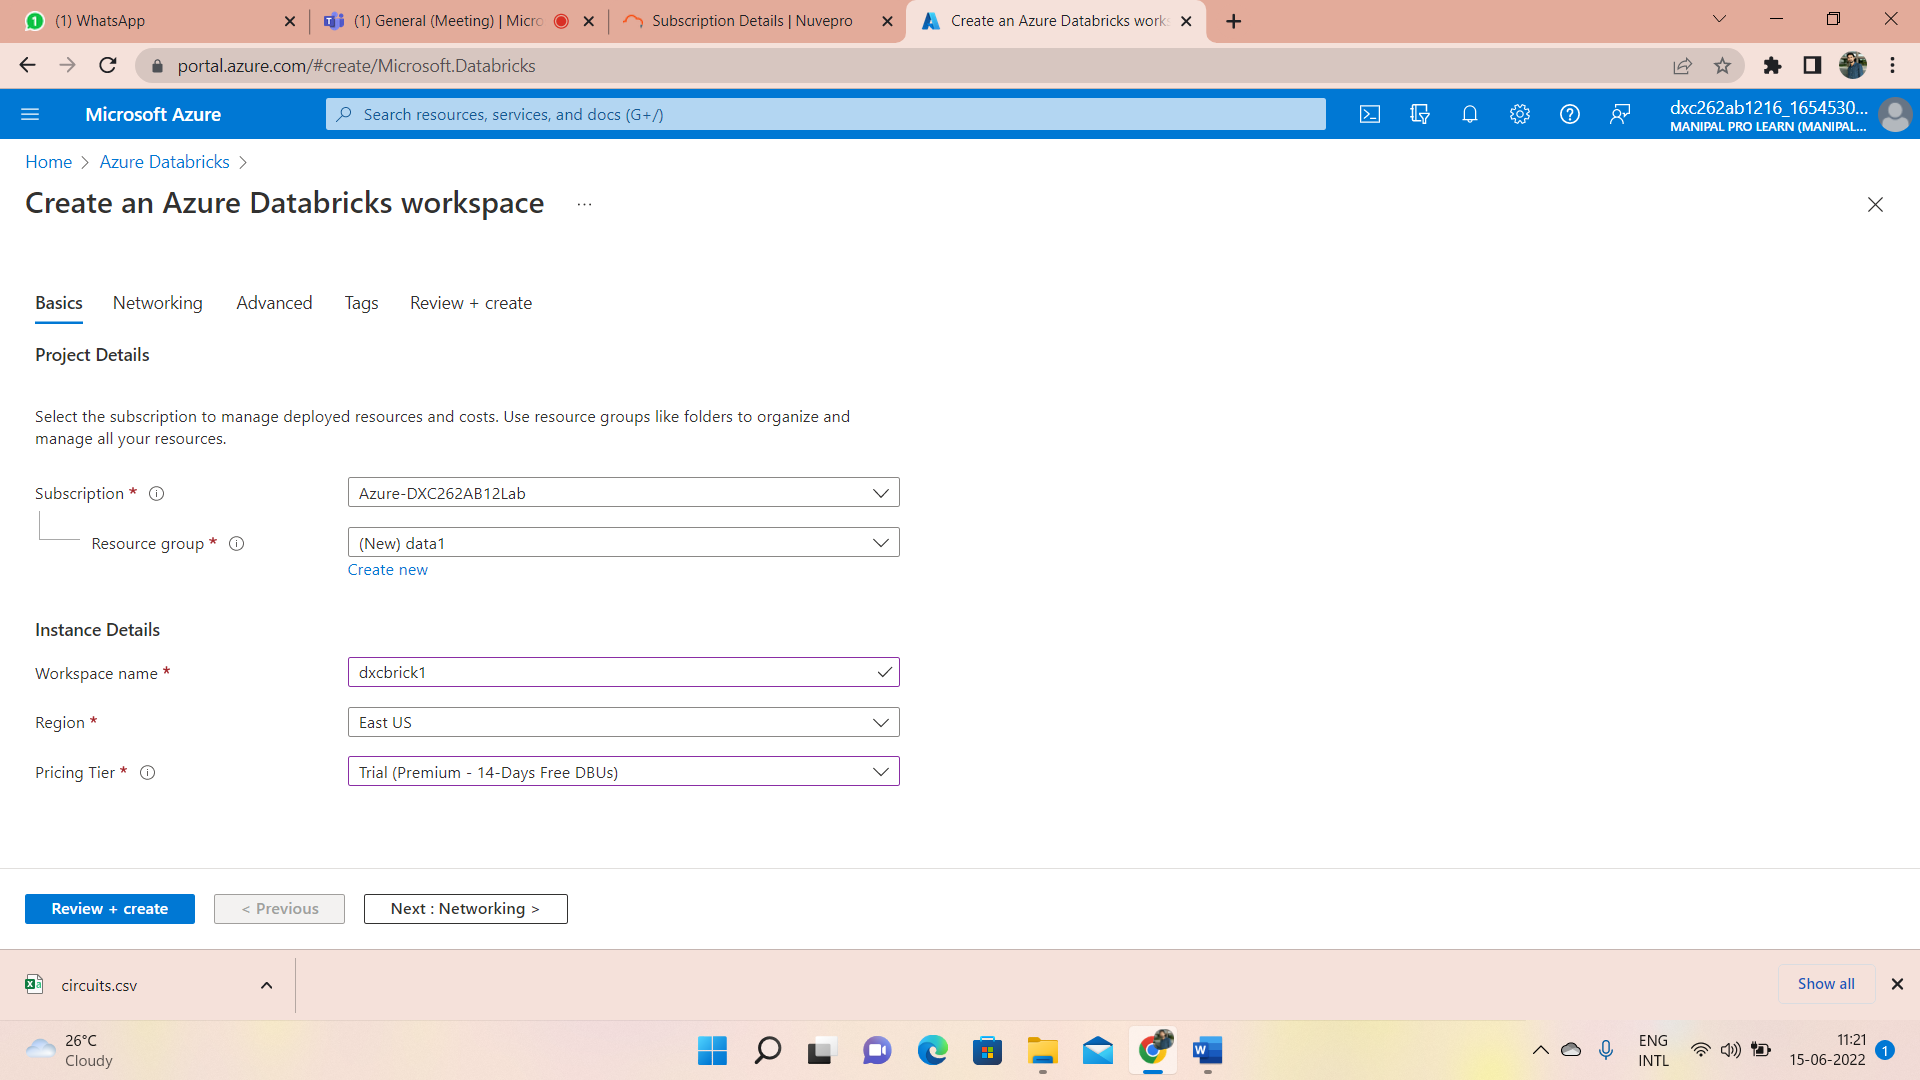 (1) WhatsApp
(1) General (Meeting) | Micro
Subscription Details | Nuvepro
Create an Azure Databricks work
portal.azure.com/#create/Microsoft.Databricks
Microsoft Azure
Search resources, services, and docs (G+/)
dxc262ab1216_1654530...
MANIPAL PRO LEARN (MANIPAL...
Home > Azure Databricks >
Create an Azure Databricks workspace ...
Basics Networking Advanced Tags Review + create
Project Details
Select the subscription to manage deployed resources and costs. Use resource groups like folders to organize and
manage all your resources.
Subscription * Azure-DXC262AB12Lab
Resource group * (New) data1
Create new
Instance Details
Workspace name * dxcbrick1
Region * East US
Pricing Tier * Trial (Premium - 14-Days Free DBUs)
Review + create < Previous Next : Networking >
circuits.csv
Show all
26°C
Cloudy
ENG
INTL
11:21
15-06-2022
1